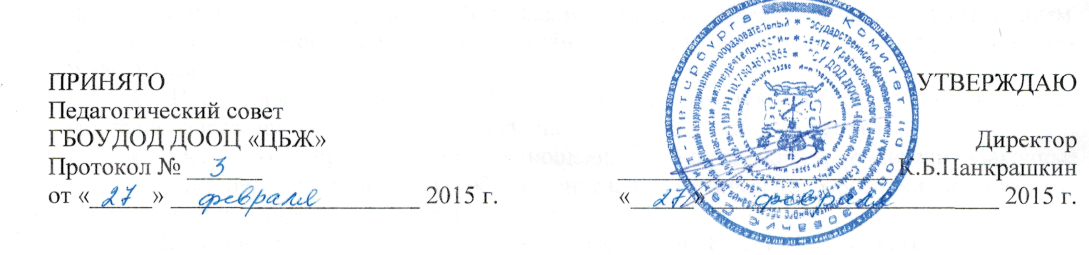 ПРИНЯТО
Педагогический совет
ГБОУДОД ДООЦ «ЦБЖ»
Протокол № 3
от «27» февраля 2015 г.
УТВЕРЖДАЮ
Директор
К.Б.Панкрашкин
«27» февраля 2015 г.